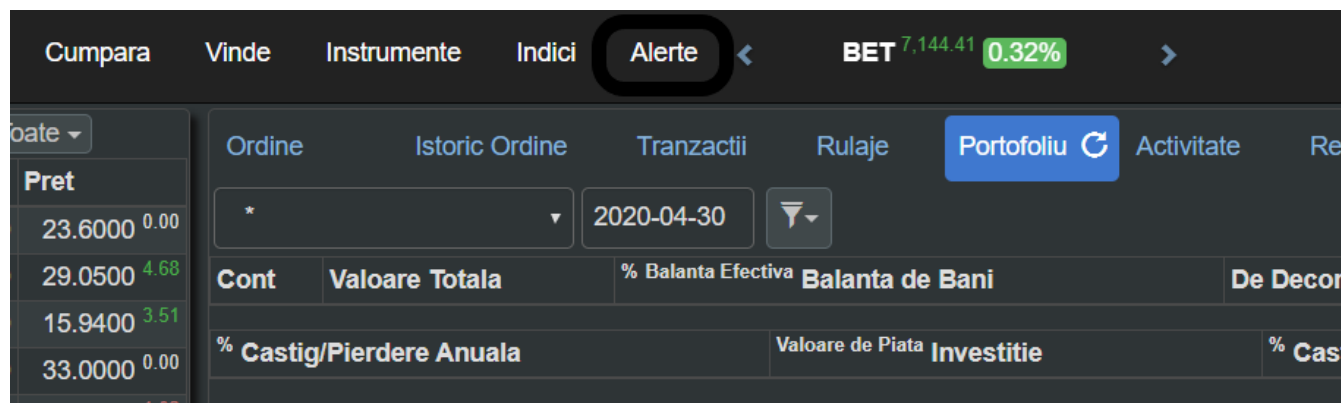 Cumpara Vinde Instrumente Indici Alerte BET 7,144.41 0.32%
Ordine Istoric Ordine Tranzactii Rulaje Portofoliu Activitate
Pret
* 2020-04-30
23.6000 0.00
29.0500 4.68
15.9400 3.51
33.0000 0.00
Cont Valoare Totala % Balanta Efectiva Balanta de Bani De
% Castig/Pierdere Anuala Valoare de Piata Investitie %